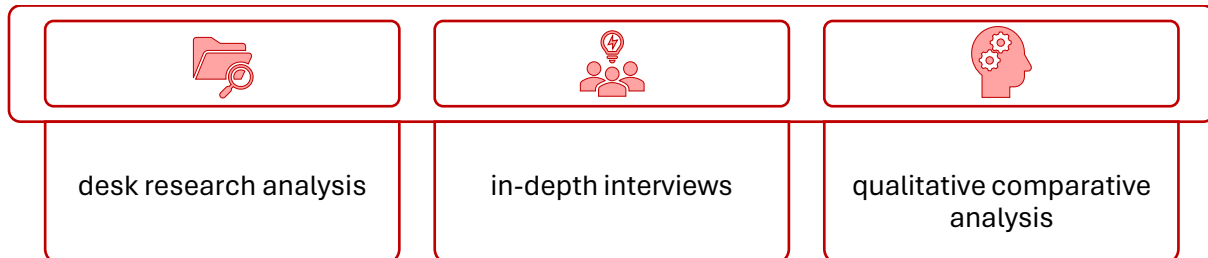 desk research analysis
in-depth interviews
qualitative comparative
analysis